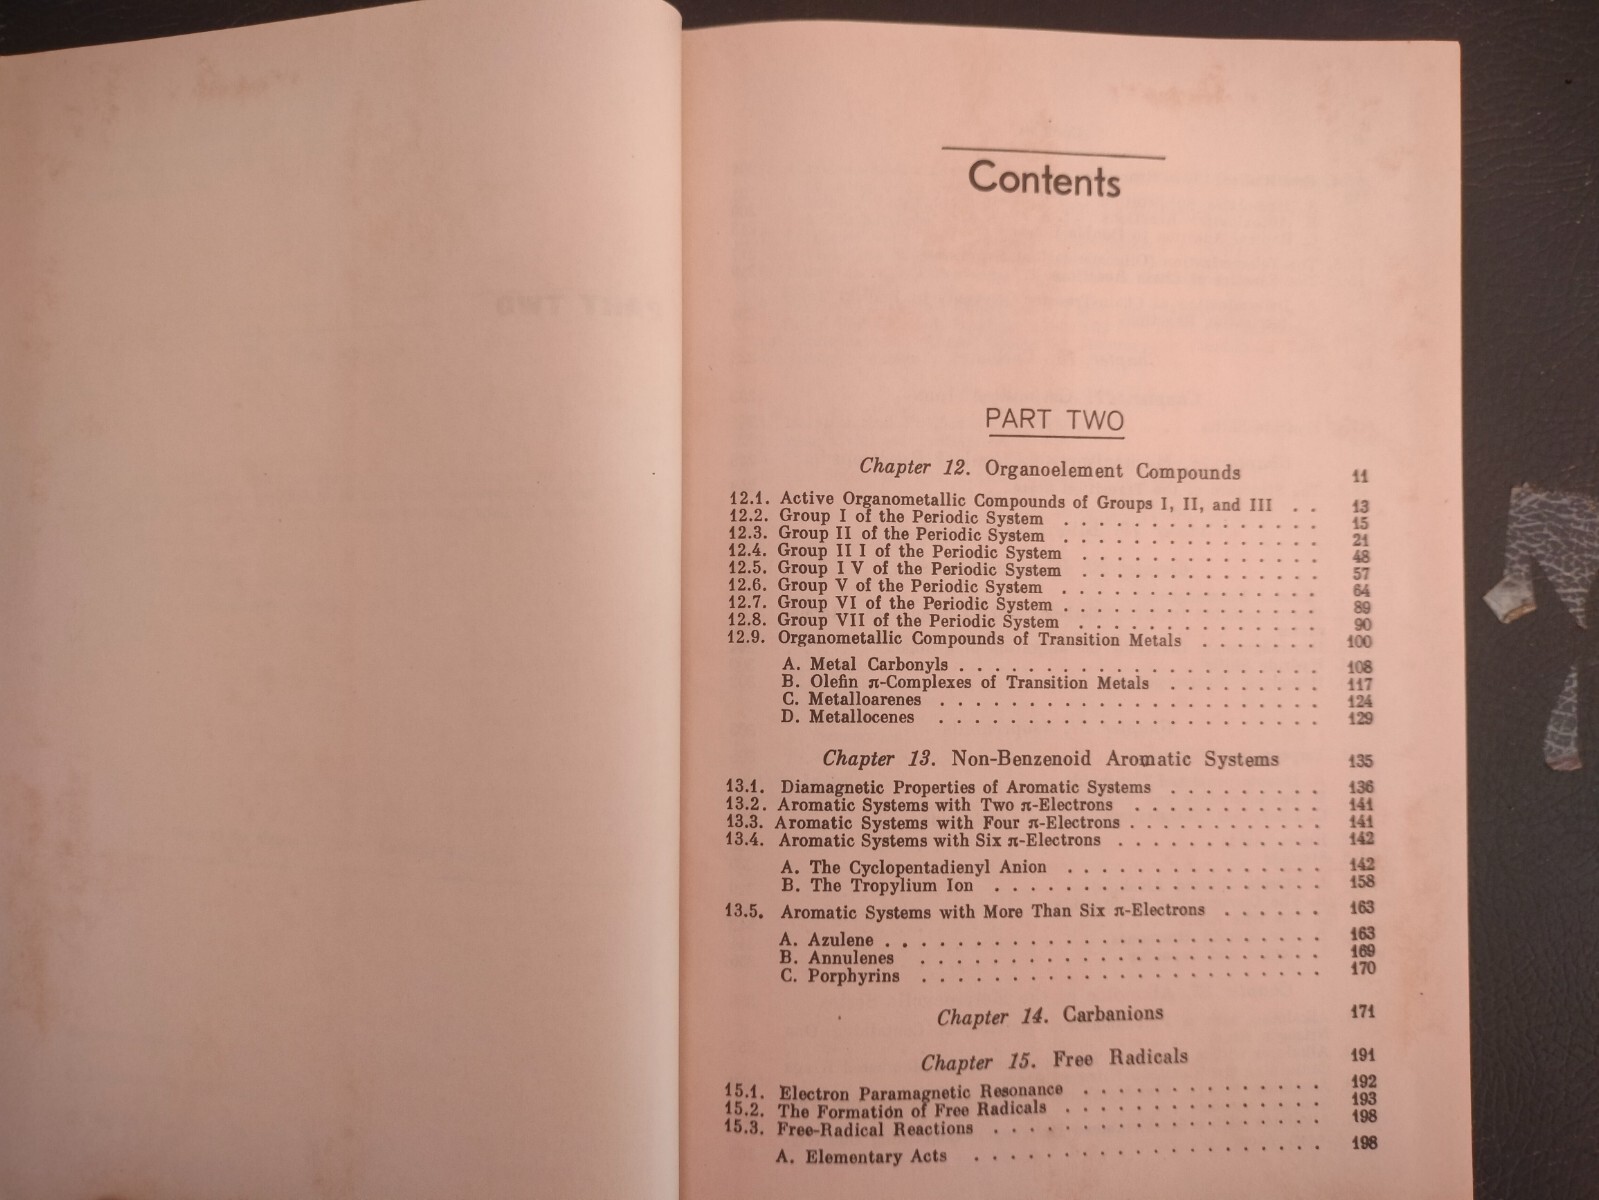 Contents
PART TWO
Chapter 12. Organoelement Compounds 11
12.1. Active Organometallic Compounds of Groups I, II, and III . . 13
12.2. Group I of the Periodic System . . . . . . . . . . . . . . . 15
12.3. Group II of the Periodic System . . . . . . . . . . . . . . . 21
12.4. Group II I of the Periodic System . . . . . . . . . . . . . . 48
12.5. Group I V of the Periodic System . . . . . . . . . . . . . . 57
12.6. Group V of the Periodic System . . . . . . . . . . . . . . . 64
12.7. Group VI of the Periodic System . . . . . . . . . . . . . . . 89
12.8. Group VII of the Periodic System . . . . . . . . . . . . . . 90
12.9. Organometallic Compounds of Transition Metals . . . . . . . 100
A. Metal Carbonyls . . . . . . . . . . . . . . . . . . . . . 108
B. Olefin π-Complexes of Transition Metals . . . . . . . . . 117
C. Metalloarenes . . . . . . . . . . . . . . . . . . . . . . 124
D. Metallocenes . . . . . . . . . . . . . . . . . . . . . . 129
Chapter 13. Non-Benzenoid Aromatic Systems 135
13.1. Diamagnetic Properties of Aromatic Systems . . . . . . . . . 136
13.2. Aromatic Systems with Two π-Electrons . . . . . . . . . . . 141
13.3. Aromatic Systems with Four π-Electrons . . . . . . . . . . . 141
13.4. Aromatic Systems with Six π-Electrons . . . . . . . . . . . . 142
A. The Cyclopentadienyl Anion . . . . . . . . . . . . . . . 142
B. The Tropylium Ion . . . . . . . . . . . . . . . . . . . 158
13.5. Aromatic Systems with More Than Six π-Electrons . . . . . . 163
A. Azulene . . . . . . . . . . . . . . . . . . . . . . . . . 163
B. Annulenes . . . . . . . . . . . . . . . . . . . . . . . 169
C. Porphyrins . . . . . . . . . . . . . . . . . . . . . . . 170
Chapter 14. Carbanions 171
Chapter 15. Free Radicals 191
15.1. Electron Paramagnetic Resonance . . . . . . . . . . . . . . 192
15.2. The Formation of Free Radicals . . . . . . . . . . . . . . . 193
15.3. Free-Radical Reactions . . . . . . . . . . . . . . . . . . . 198
A. Elementary Acts . . . . . . . . . . . . . . . . . . . . 198